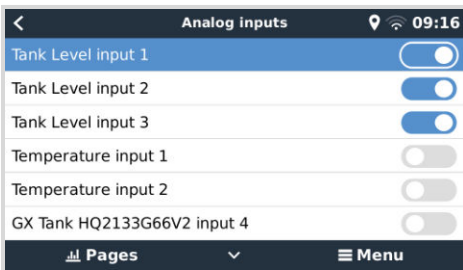 Analog inputs 09:16
Tank Level input 1
Tank Level input 2
Tank Level input 3
Temperature input 1
Temperature input 2
GX Tank HQ2133G66V2 input 4
Pages Menu